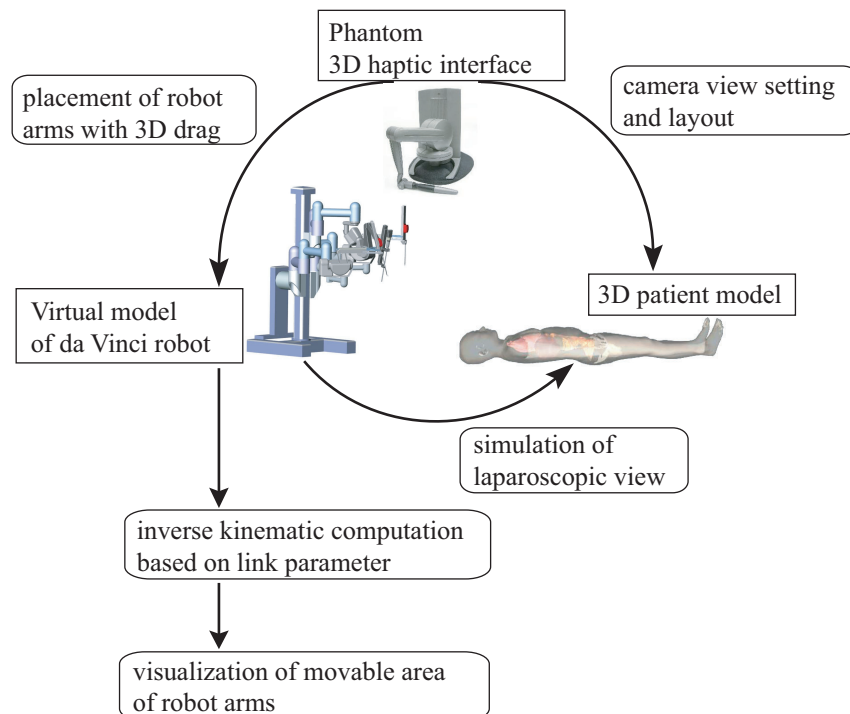 Phantom
3D haptic interface
placement of robot
arms with 3D drag
camera view setting
and layout
Virtual model
of da Vinci robot
3D patient model
simulation of
laparoscopic view
inverse kinematic computation
based on link parameter
visualization of movable area
of robot arms